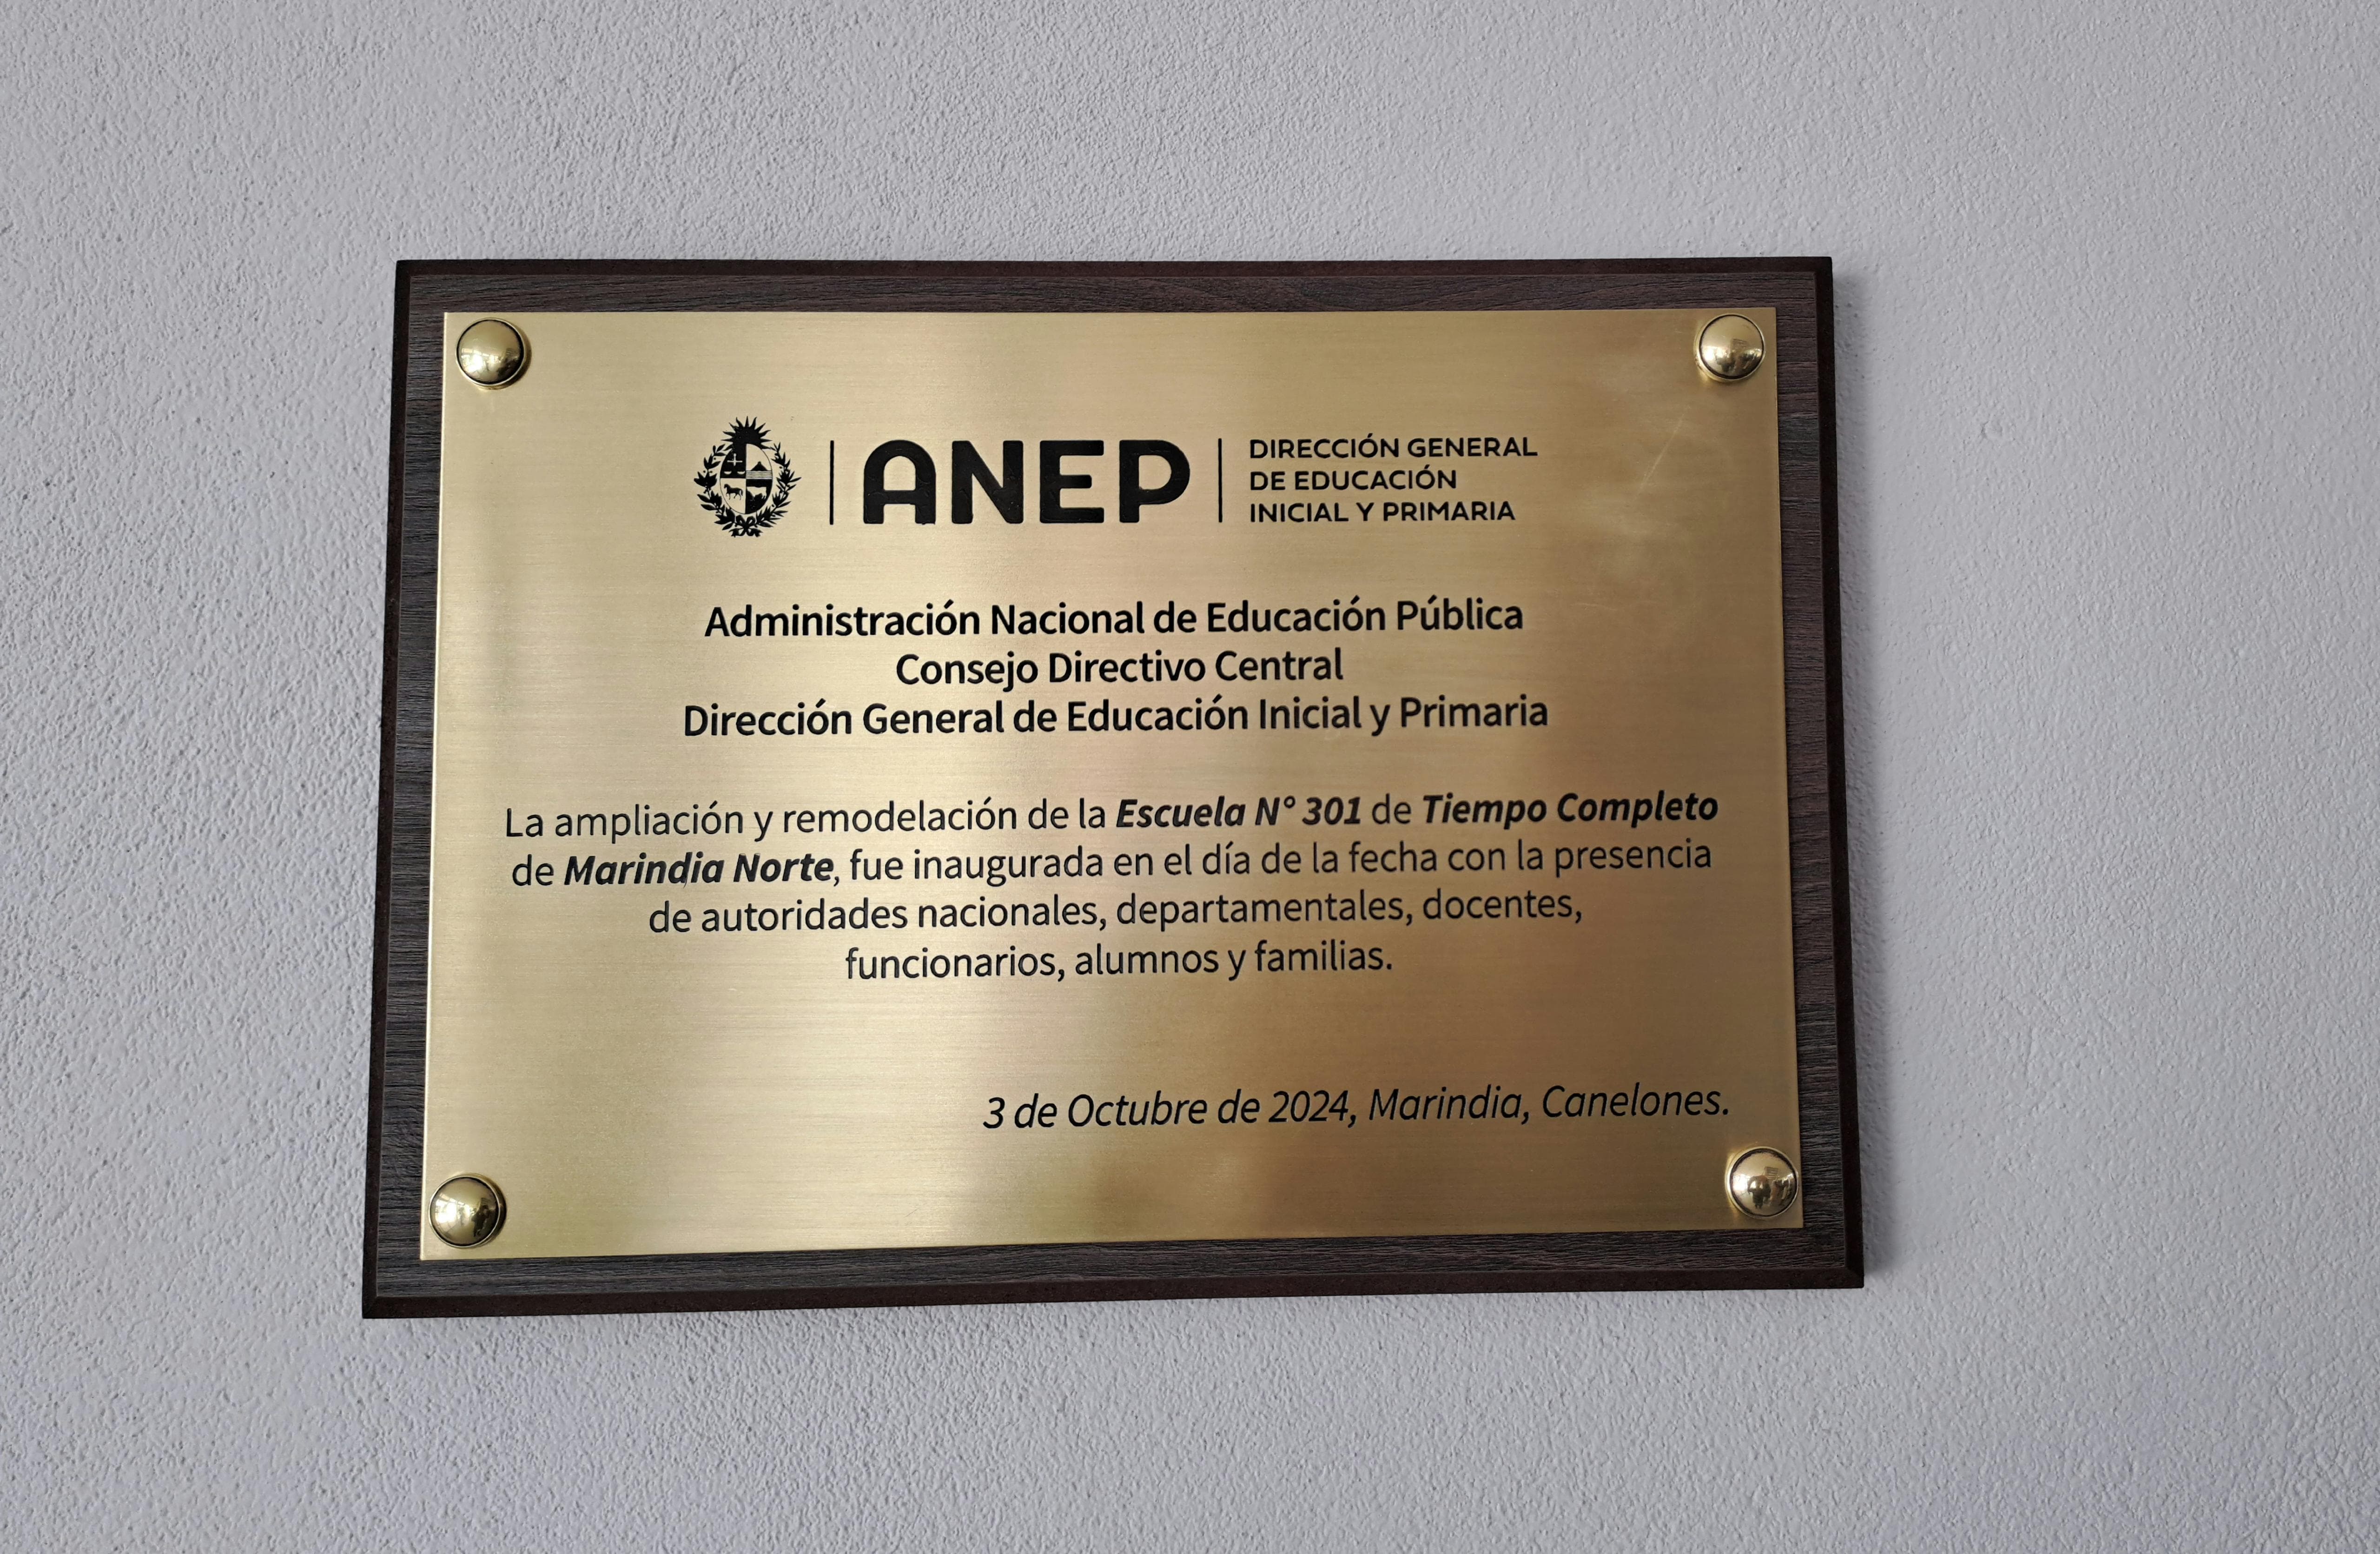 ANEP
DIRECCIÓN GENERAL
DE EDUCACIÓN
INICIAL Y PRIMARIA
Administración Nacional de Educación Pública
Consejo Directivo Central
Dirección General de Educación Inicial y Primaria
La ampliación y remodelación de la Escuela N° 301 de Tiempo Completo
de Marindia Norte, fue inaugurada en el día de la fecha con la presencia
de autoridades nacionales, departamentales, docentes,
funcionarios, alumnos y familias.
3 de Octubre de 2024, Marindia, Canelones.